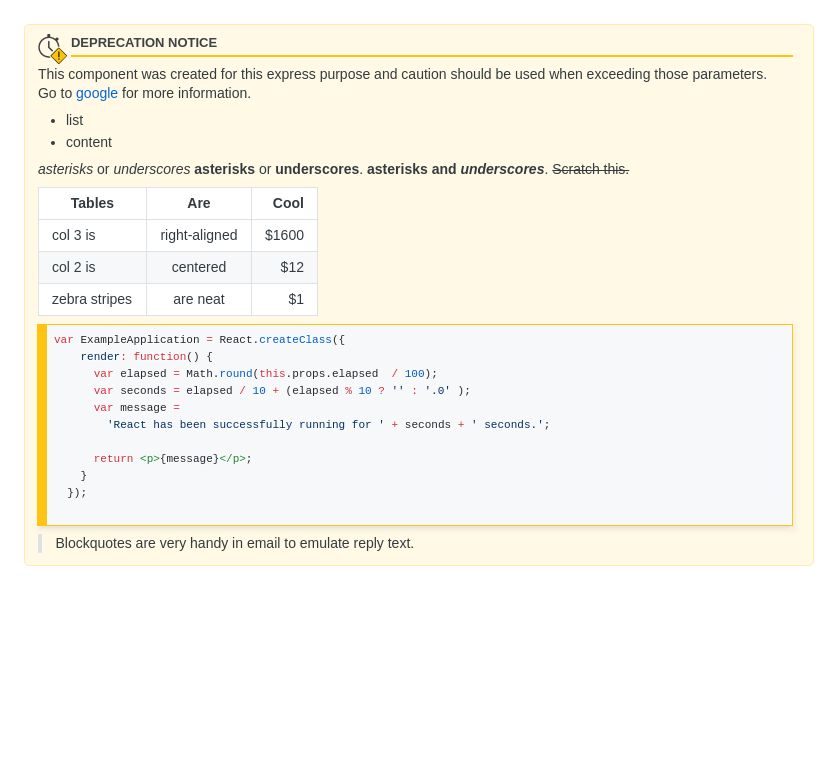 DEPRECATION NOTICE
This component was created for this express purpose and caution should be used when exceeding those parameters.
Go to google for more information.
list
content
asterisks or underscores asterisks or underscores. asterisks and underscores. Scratch this.
Tables Are Cool
col 3 is right-aligned $1600
col 2 is centered $12
zebra stripes are neat $1
var ExampleApplication = React.createClass({
render: function() {
var elapsed = Math.round(this.props.elapsed  / 100);
var seconds = elapsed / 10 + (elapsed % 10 ? '' : '.0' );
var message =
'React has been successfully running for ' + seconds + ' seconds.';
return <p>{message}</p>;
}
});
Blockquotes are very handy in email to emulate reply text.